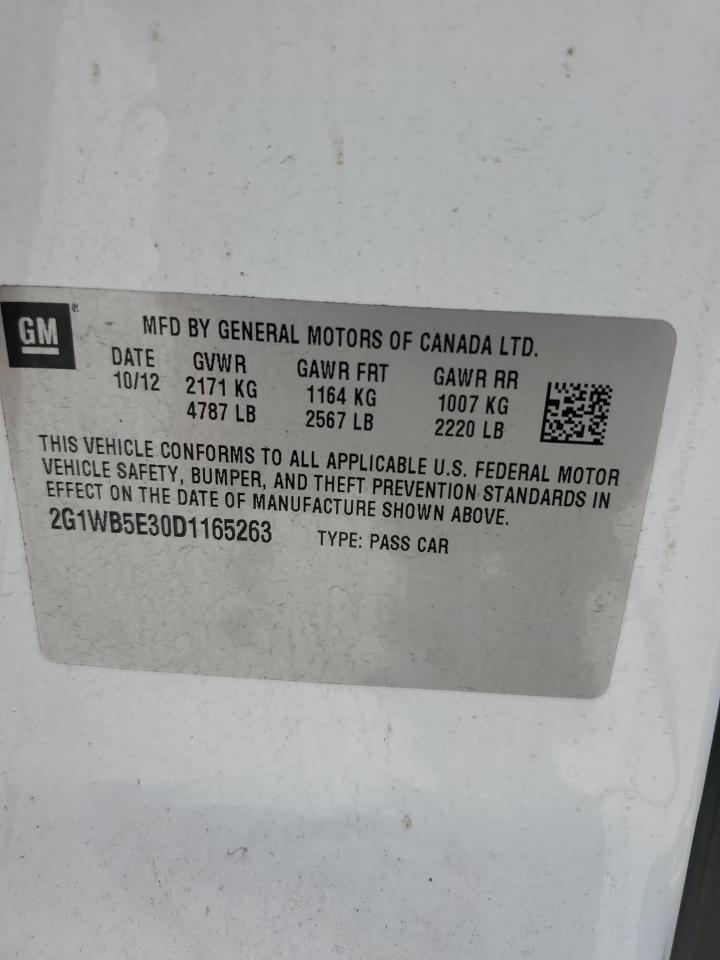 GM ®
MFD BY GENERAL MOTORS OF CANADA LTD.
DATE GVWR GAWR FRT GAWR RR
10/12 2171 KG 1164 KG 1007 KG
4787 LB 2567 LB 2220 LB
THIS VEHICLE CONFORMS TO ALL APPLICABLE U.S. FEDERAL MOTOR
VEHICLE SAFETY, BUMPER, AND THEFT PREVENTION STANDARDS IN
EFFECT ON THE DATE OF MANUFACTURE SHOWN ABOVE.
2G1WB5E30D1165263 TYPE: PASS CAR